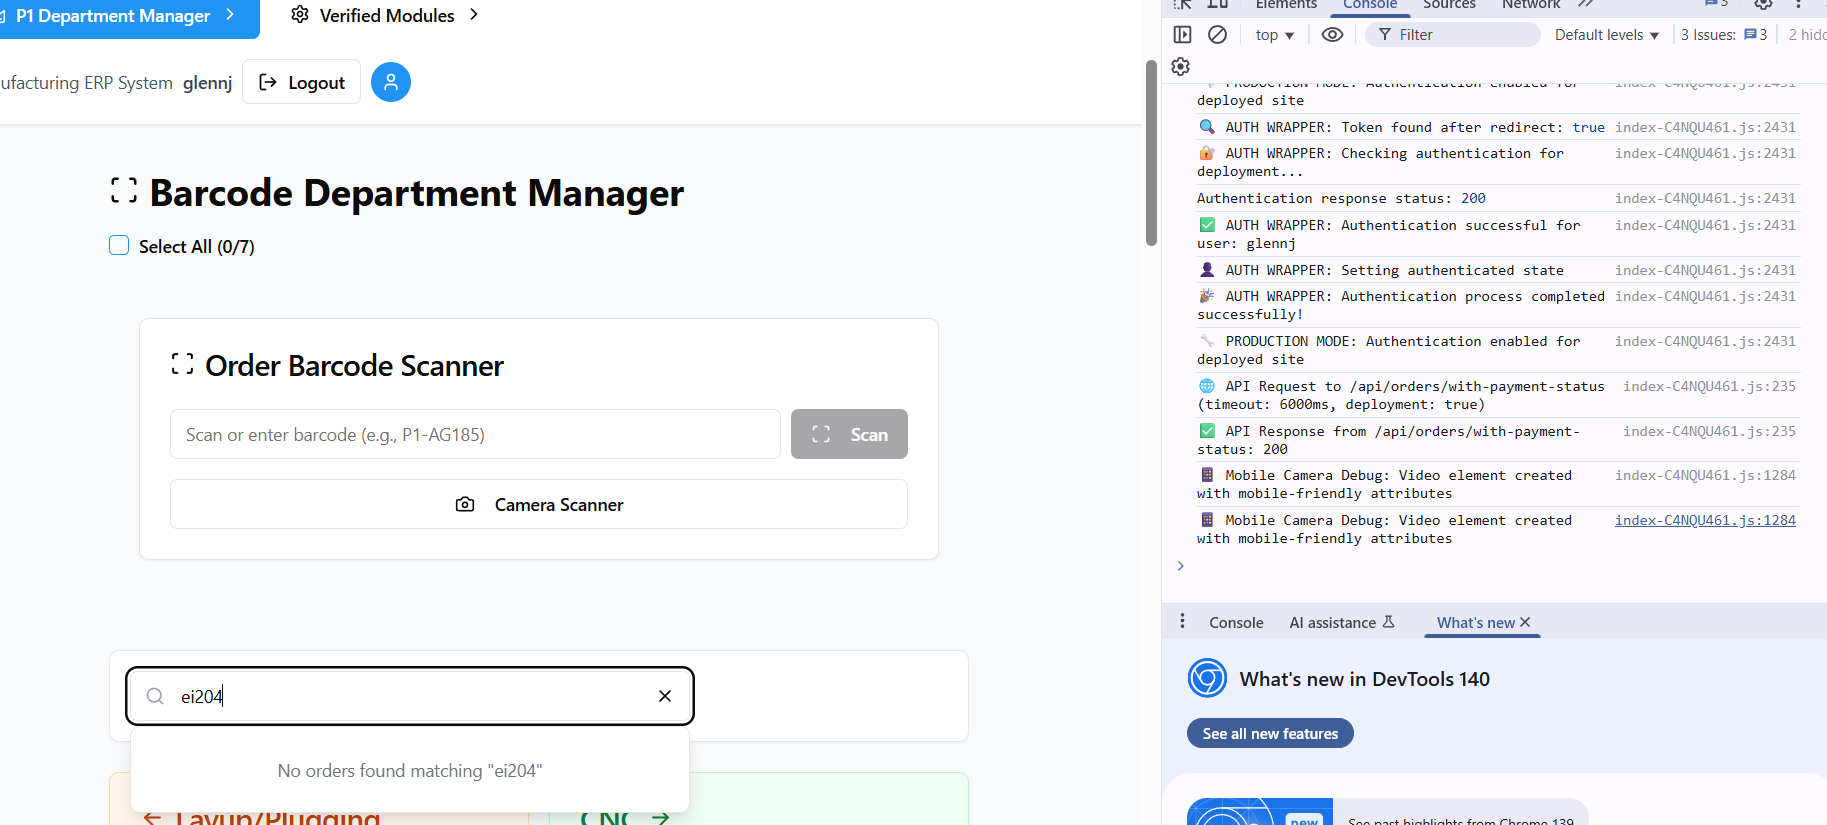 P1 Department Manager
Verified Modules
ufacturing ERP System glennj Logout
Barcode Department Manager
Select All (0/7)
Order Barcode Scanner
Scan or enter barcode (e.g., P1-AG185)
Scan
Camera Scanner
ei204
No orders found matching "ei204"
Layup/Plugging
CNC
Elements Console Sources Network 3
top Filter Default levels 3 Issues: 3 2 hidd
PRODUCTION MODE: Authentication enabled for index-C4NQU461.js:2431
deployed site
AUTH WRAPPER: Token found after redirect: true index-C4NQU461.js:2431
AUTH WRAPPER: Checking authentication for index-C4NQU461.js:2431
deployment...
Authentication response status: 200 index-C4NQU461.js:2431
AUTH WRAPPER: Authentication successful for index-C4NQU461.js:2431
user: glennj
AUTH WRAPPER: Setting authenticated state index-C4NQU461.js:2431
AUTH WRAPPER: Authentication process completed index-C4NQU461.js:2431
successfully!
PRODUCTION MODE: Authentication enabled for index-C4NQU461.js:2431
deployed site
API Request to /api/orders/with-payment-status index-C4NQU461.js:235
(timeout: 6000ms, deployment: true)
API Response from /api/orders/with-payment- index-C4NQU461.js:235
status: 200
Mobile Camera Debug: Video element created index-C4NQU461.js:1284
with mobile-friendly attributes
Mobile Camera Debug: Video element created index-C4NQU461.js:1284
with mobile-friendly attributes
Console AI assistance What's new
What's new in DevTools 140
See all new features
new
See past highlights from Chrome 139